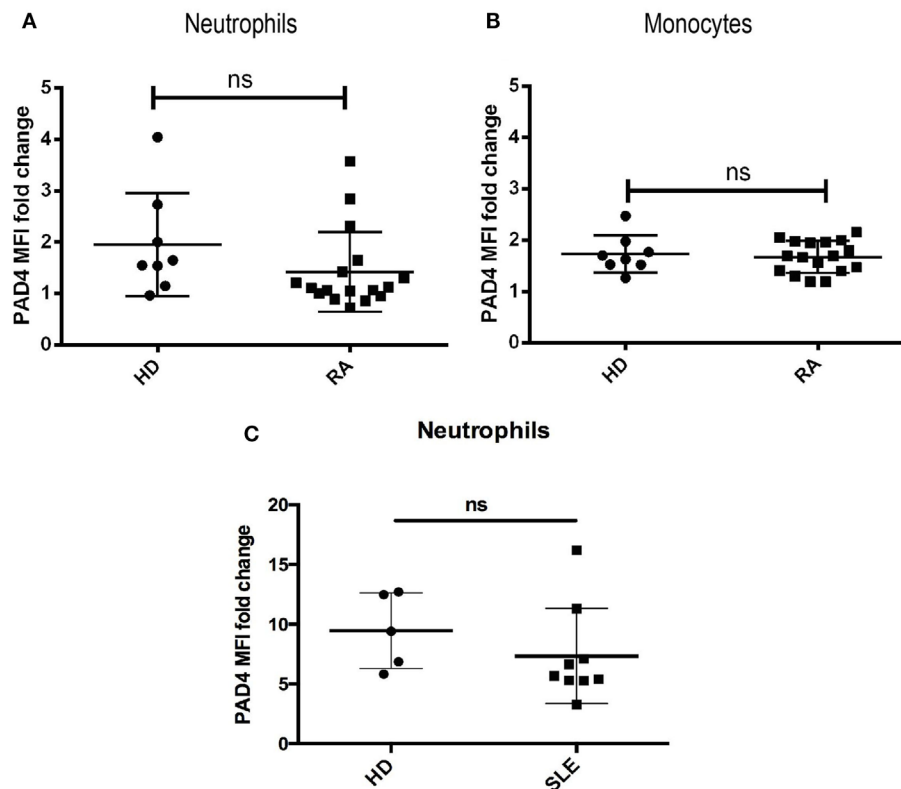 A
Neutrophils
ns
PAD4 MFI fold change
5
4
3
2
1
0
HD
RA
B
Monocytes
ns
PAD4 MFI fold change
5
4
3
2
1
0
HD
RA
C
Neutrophils
ns
PAD4 MFI fold change
20
15
10
5
0
HD
SLE